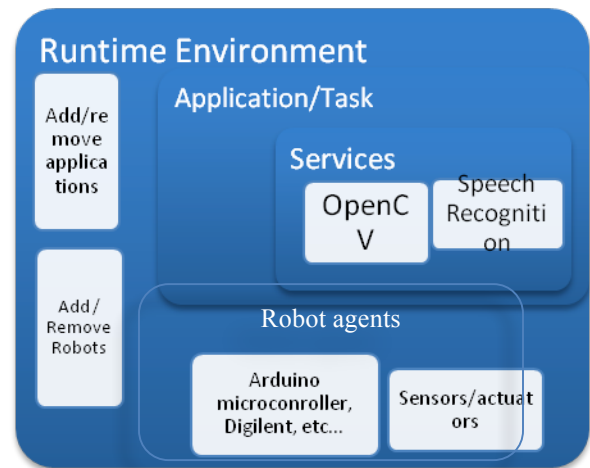 Runtime Environment
Add/re
move
applica
tions
Application/Task
Services
OpenC
V
Speech
Recogniti
on
Add/
Remove
Robots
Robot agents
Arduino
microconroller,
Digilent, etc...
Sensors/actuat
ors